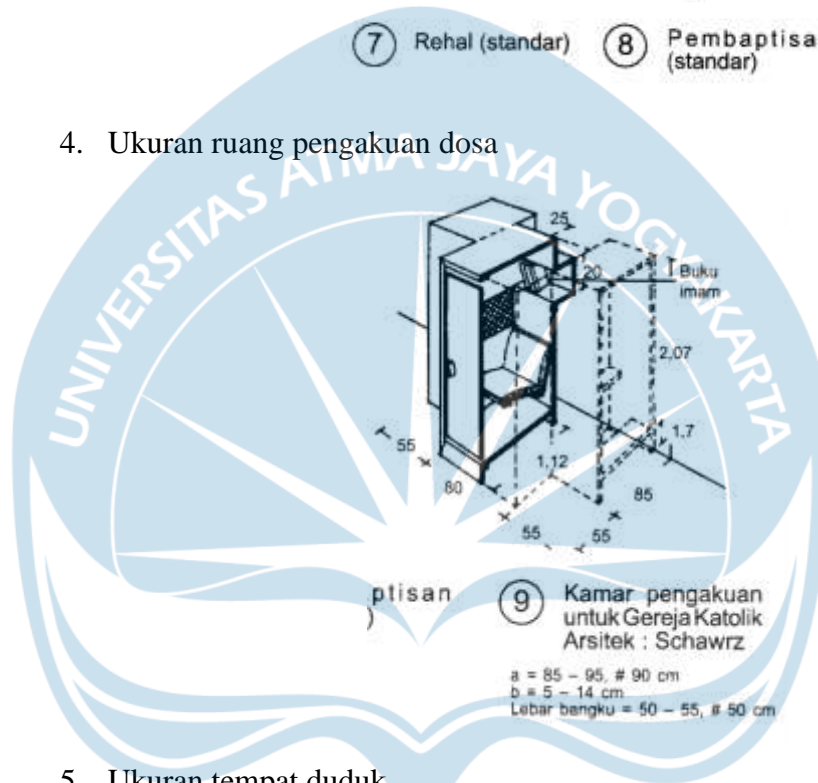 7 Rehal (standar)
8 Pembaptisa
(standar)
4. Ukuran ruang pengakuan dosa
UNIVERSITAS ATMA JAYA YOGYAKARTA
25
20
Buku
imam
2,07
55
1,7
1,12
80
85
55
55
ptisan
)
9 Kamar pengakuan
untuk Gereja Katolik
Arsitek : Schawrz
a = 85 – 95, # 90 cm
b = 5 – 14 cm
Lebar bangku = 50 – 55, # 50 cm
5. Ukuran tempat duduk